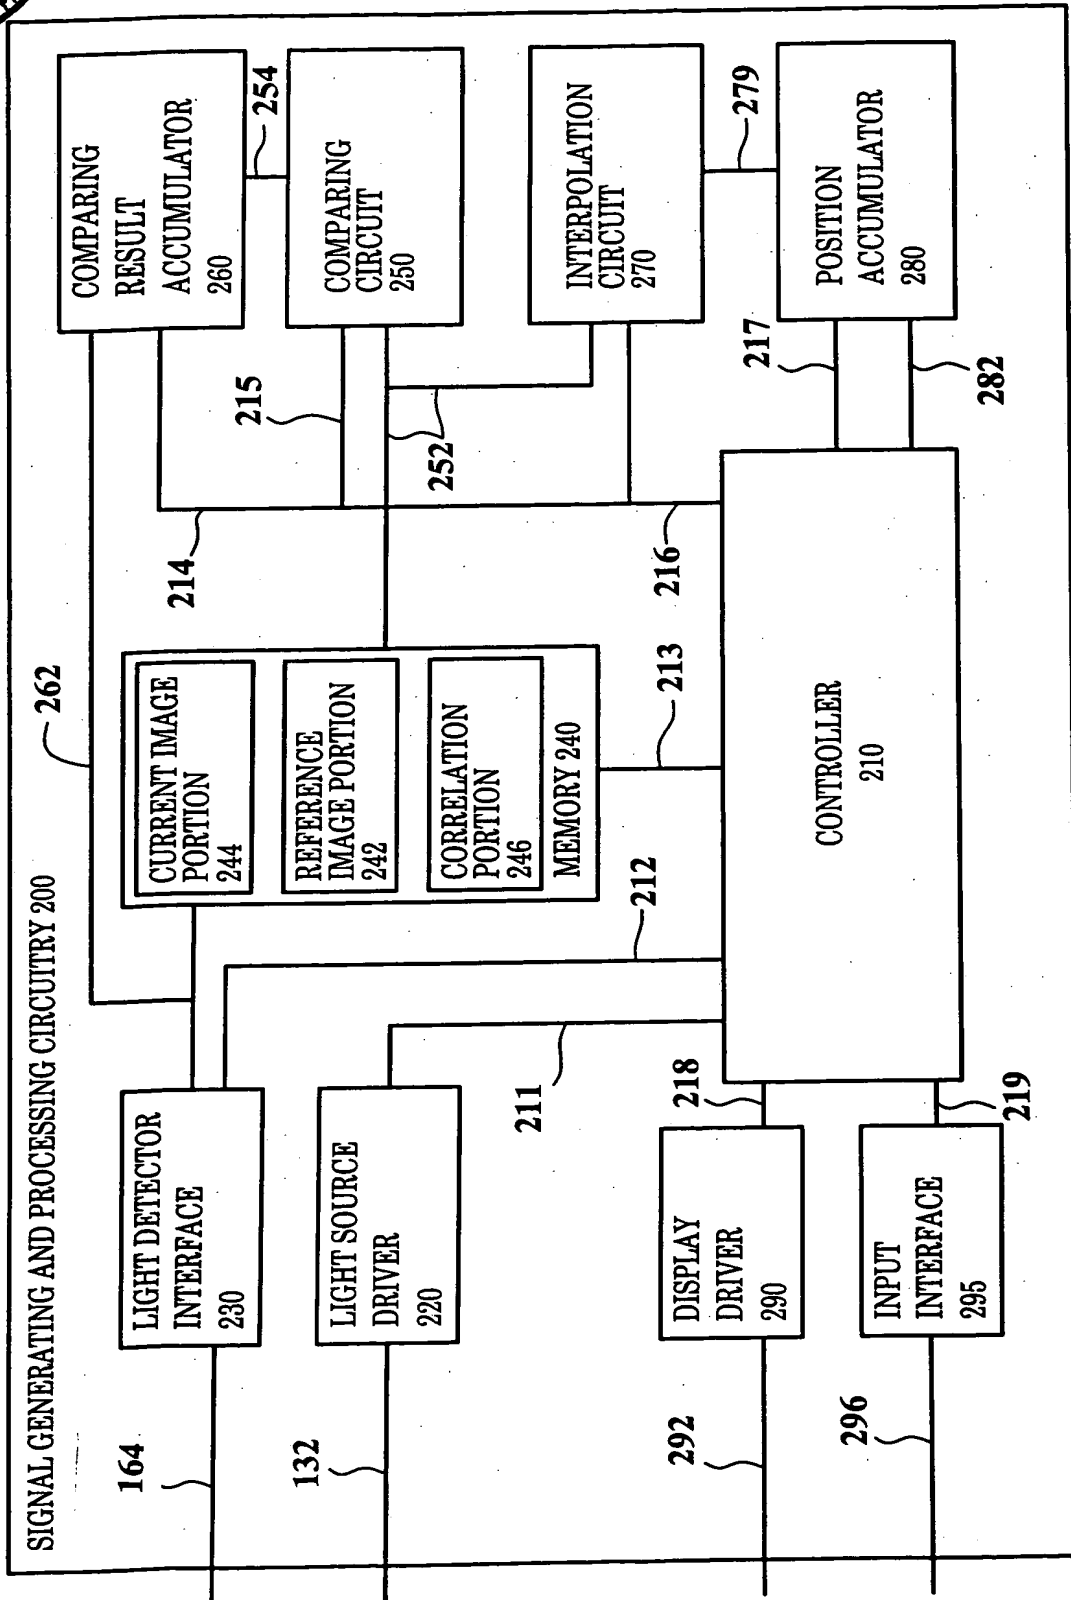 SIGNAL GENERATING AND PROCESSING CIRCUITRY 200
262
164
LIGHT DETECTOR
INTERFACE
230
CURRENT IMAGE
PORTION
244
REFERENCE
IMAGE PORTION
242
CORRELATION
PORTION
246
MEMORY 240
214
COMPARING
RESULT
ACCUMULATOR
260
254
132
LIGHT SOURCE
DRIVER
220
215
COMPARING
CIRCUIT
250
252
211
212
213
216
INTERPOLATION
CIRCUIT
270
279
292
DISPLAY
DRIVER
290
218
CONTROLLER
210
217
POSITION
ACCUMULATOR
280
296
INPUT
INTERFACE
295
219
282